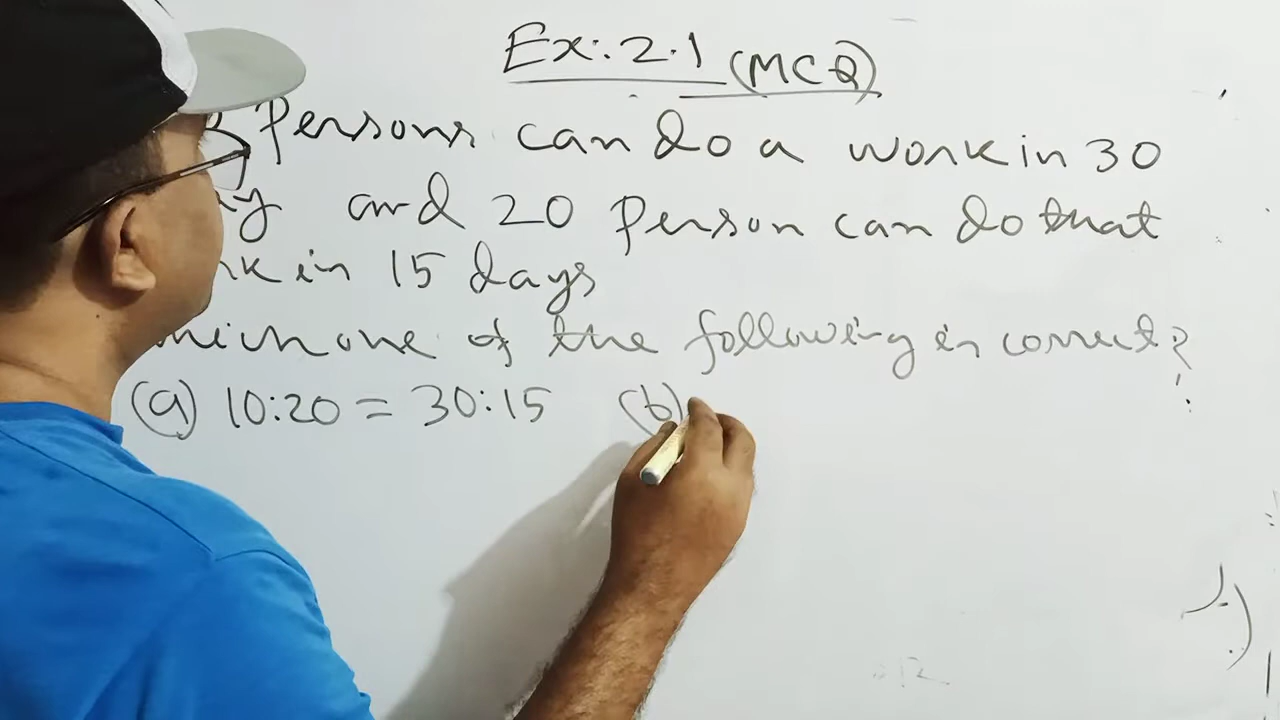 Ex:. 2.1 (MCQ)
Persons can do a work in 30
and 20 Person can do that
in 15 days
one of the following is correct?
(a) 10:20 = 30:15 (b)